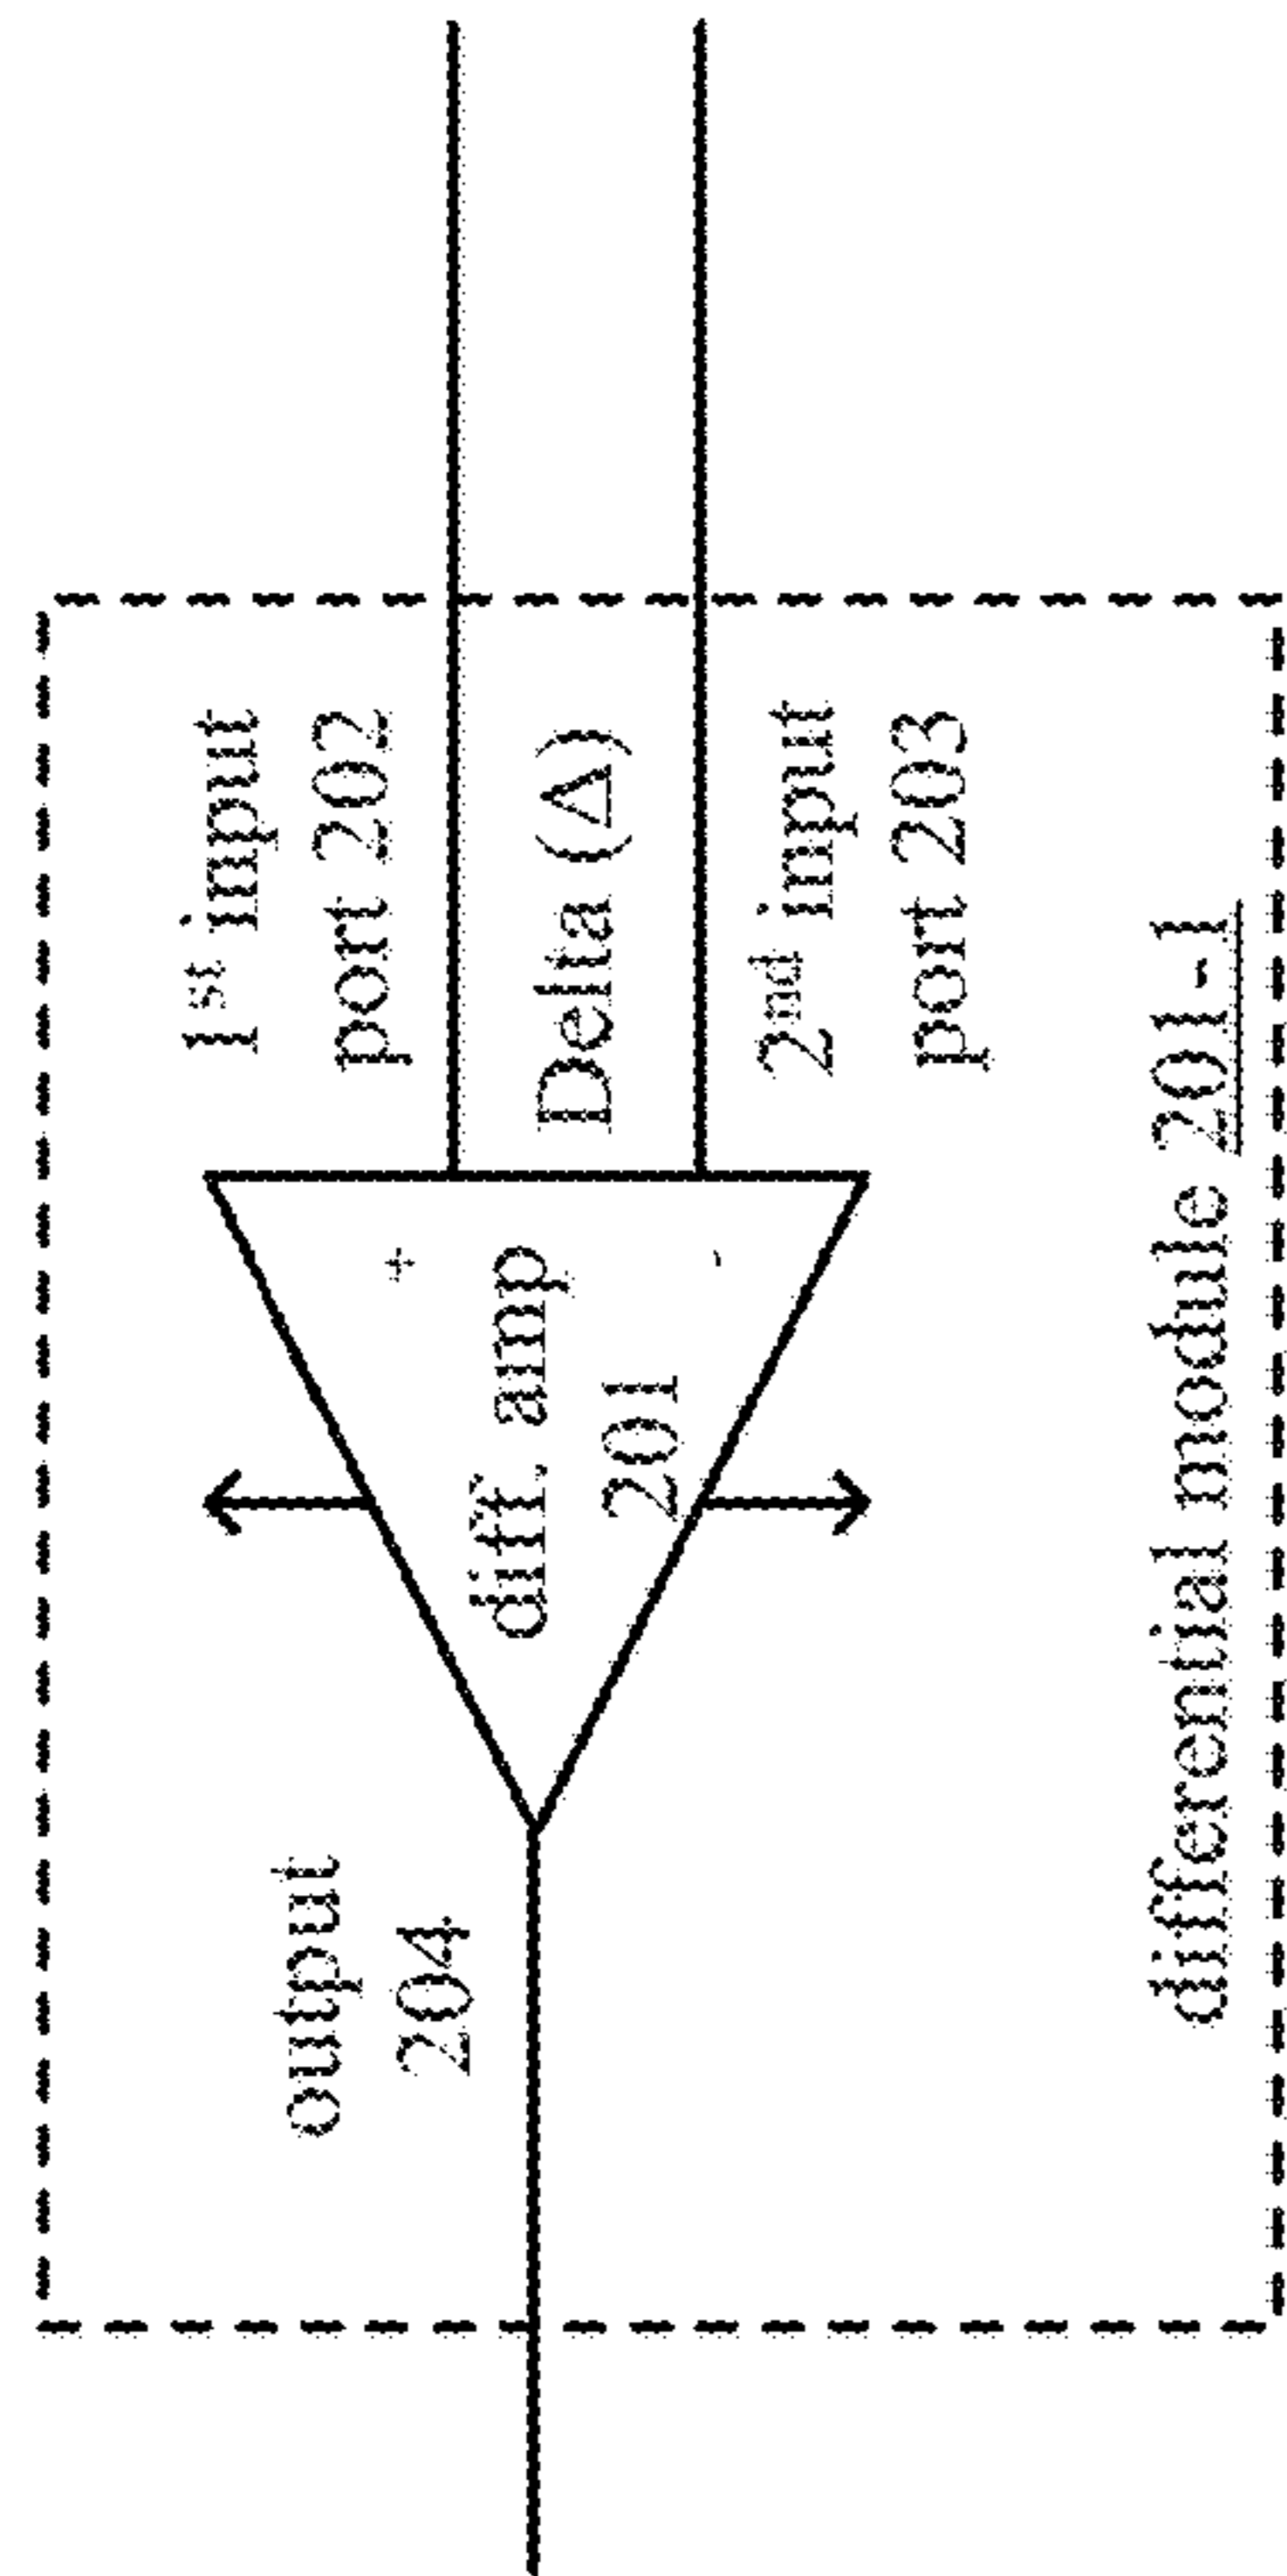 1st input
port 202
Delta (Δ)
2nd input
port 203
+
-
diff. amp
201
output
204
differential module 201-1